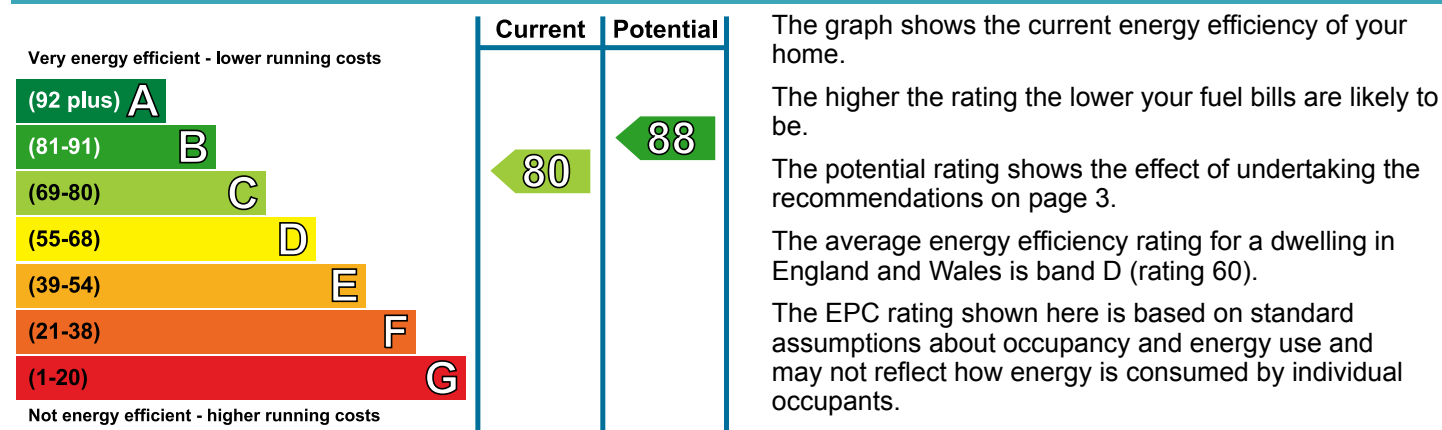 Current Potential
Very energy efficient - lower running costs
(92 plus) A
(81-91) B
(69-80) C
(55-68) D
(39-54) E
(21-38) F
(1-20) G
Not energy efficient - higher running costs
80
88
The graph shows the current energy efficiency of your
home.
The higher the rating the lower your fuel bills are likely to
be.
The potential rating shows the effect of undertaking the
recommendations on page 3.
The average energy efficiency rating for a dwelling in
England and Wales is band D (rating 60).
The EPC rating shown here is based on standard
assumptions about occupancy and energy use and
may not reflect how energy is consumed by individual
occupants.